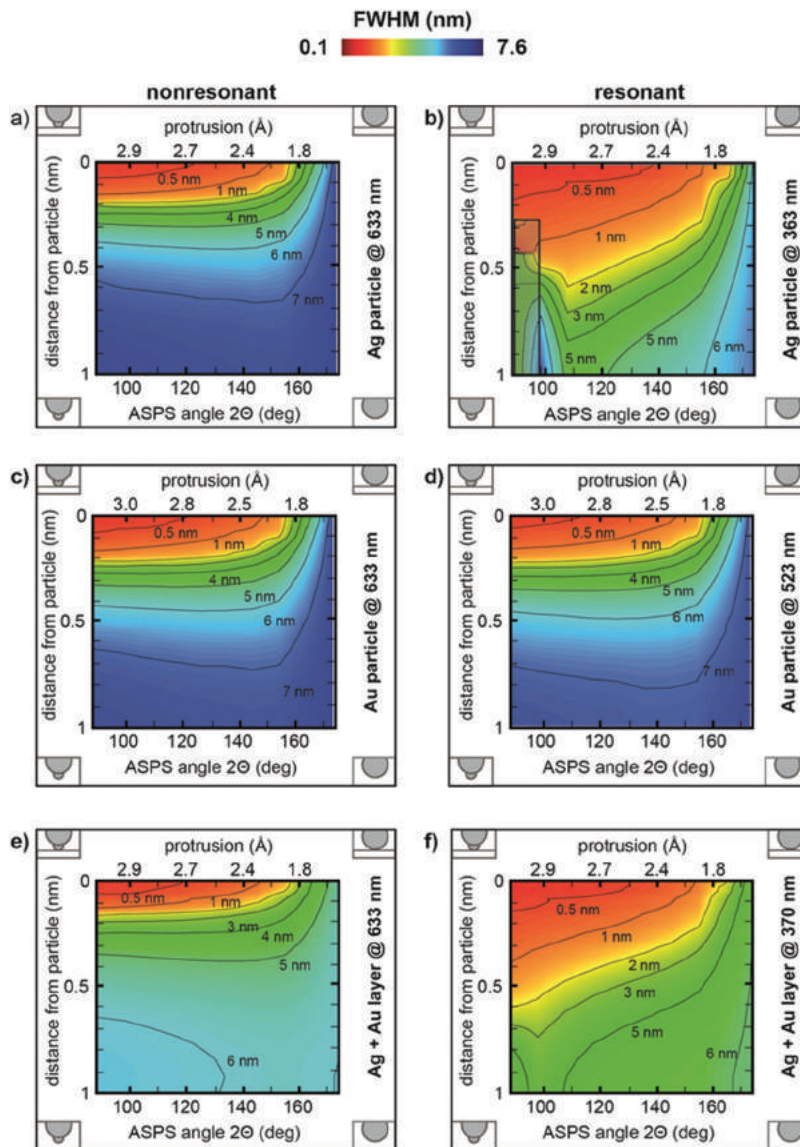 FWHM (nm)
0.1 7.6
nonresonant resonant
a)
protrusion (Å)
2.9 2.7 2.4 1.8
distance from particle (nm)
0
0.5
1
0.5 nm
1 nm
4 nm
5 nm
6 nm
7 nm
100 120 140 160
ASPS angle 2Θ (deg)
Ag particle @ 633 nm
b)
protrusion (Å)
2.9 2.7 2.4 1.8
distance from particle (nm)
0
0.5
1
0.5 nm
1 nm
2 nm
3 nm
5 nm
5 nm
6 nm
100 120 140 160
ASPS angle 2Θ (deg)
Ag particle @ 363 nm
c)
protrusion (Å)
3.0 2.8 2.5 1.8
distance from particle (nm)
0
0.5
1
0.5 nm
1 nm
4 nm
5 nm
6 nm
7 nm
100 120 140 160
ASPS angle 2Θ (deg)
Au particle @ 633 nm
d)
protrusion (Å)
3.0 2.8 2.5 1.8
distance from particle (nm)
0
0.5
1
0.5 nm
1 nm
4 nm
5 nm
6 nm
7 nm
100 120 140 160
ASPS angle 2Θ (deg)
Au particle @ 523 nm
e)
protrusion (Å)
2.9 2.7 2.4 1.8
distance from particle (nm)
0
0.5
1
0.5 nm
1 nm
3 nm
4 nm
5 nm
6 nm
100 120 140 160
ASPS angle 2Θ (deg)
Ag + Au layer @ 633 nm
f)
protrusion (Å)
2.9 2.7 2.4 1.8
distance from particle (nm)
0
0.5
1
0.5 nm
1 nm
2 nm
3 nm
5 nm
6 nm
100 120 140 160
ASPS angle 2Θ (deg)
Ag + Au layer @ 370 nm